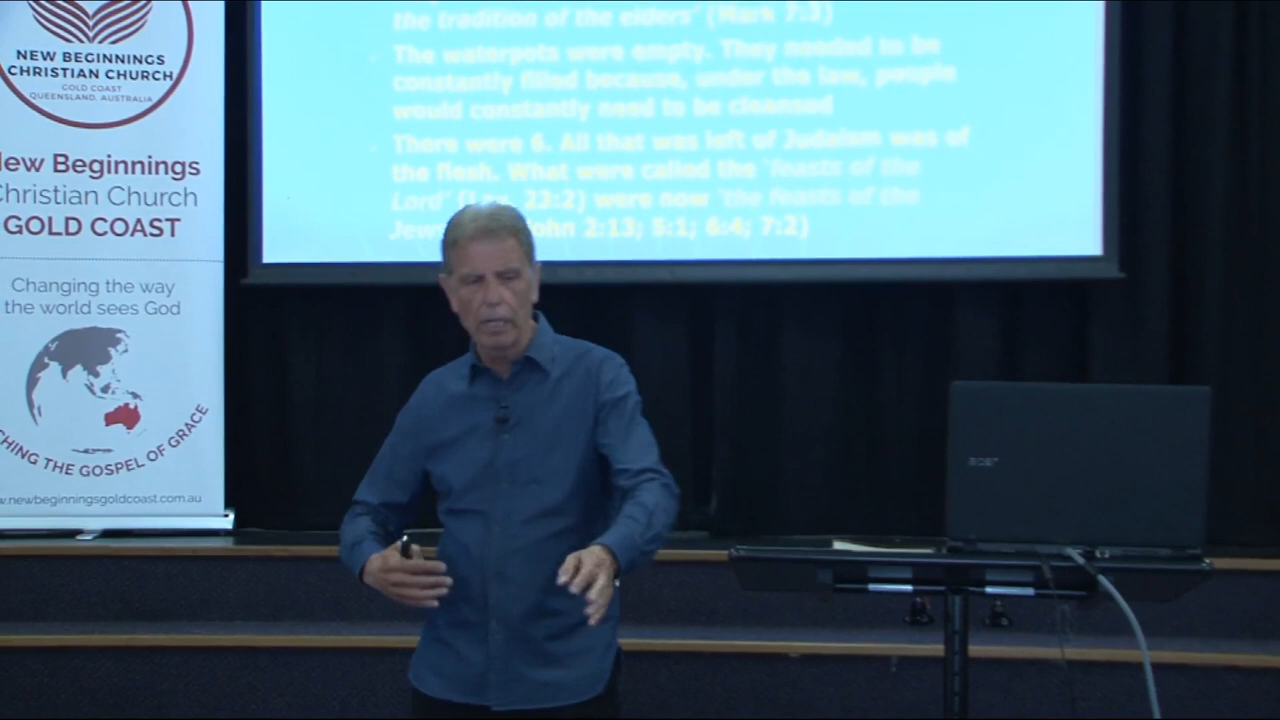 NEW BEGINNINGS
CHRISTIAN CHURCH
GOLD COAST
QUEENSLAND, AUSTRALIA
ew Beginnings
Christian Church
GOLD COAST
Changing the way
the world sees God
CHING THE GOSPEL OF GRACE
w.newbeginningsgoldcoast.com.au
the tradition of the elders' (Mark 7:3)
The waterpots were empty. They needed to be
constantly filled because, under the law, people
would constantly need to be cleansed
There were 6. All that was left of Judaism was of
the flesh. What were called the 'feasts of the
Lord' (Lev. 23:2) were now 'the feasts of the
Jews ohn 2:13; 5:1; 6:4; 7:2)
acer